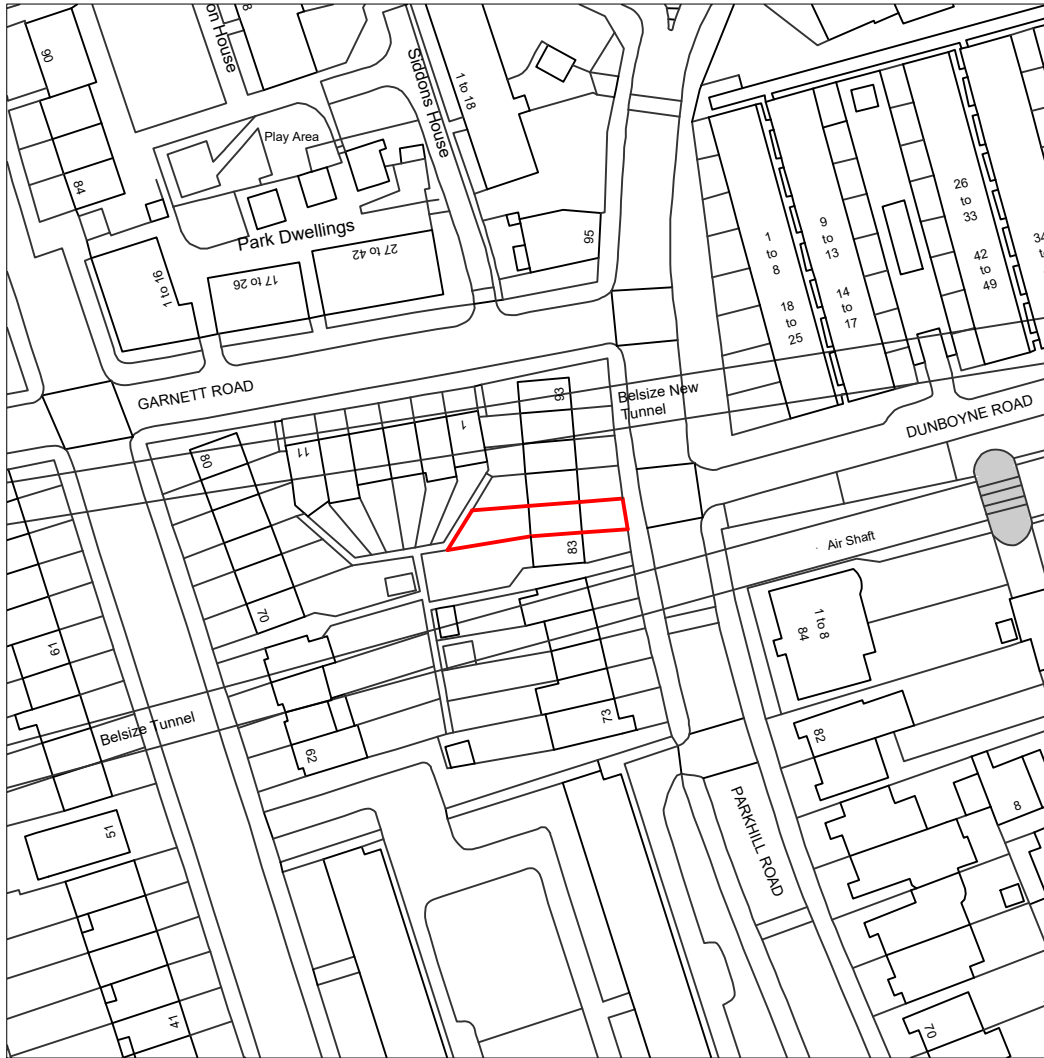 90
on House
8
Siddons House
1 to 18
Play Area
84
Park Dwellings
95
27 to 42
17 to 26
1 to 16
26
to
33
9
to
13
1
to
8
42
to
49
34
to
14
to
17
18
to
25
GARNETT ROAD
93
Belsize New
Tunnel
DUNBOYNE ROAD
1
11
80
Air Shaft
83
70
1 to 8
84
61
73
Belsize Tunnel
82
62
PARKHILL ROAD
8
51
41
70